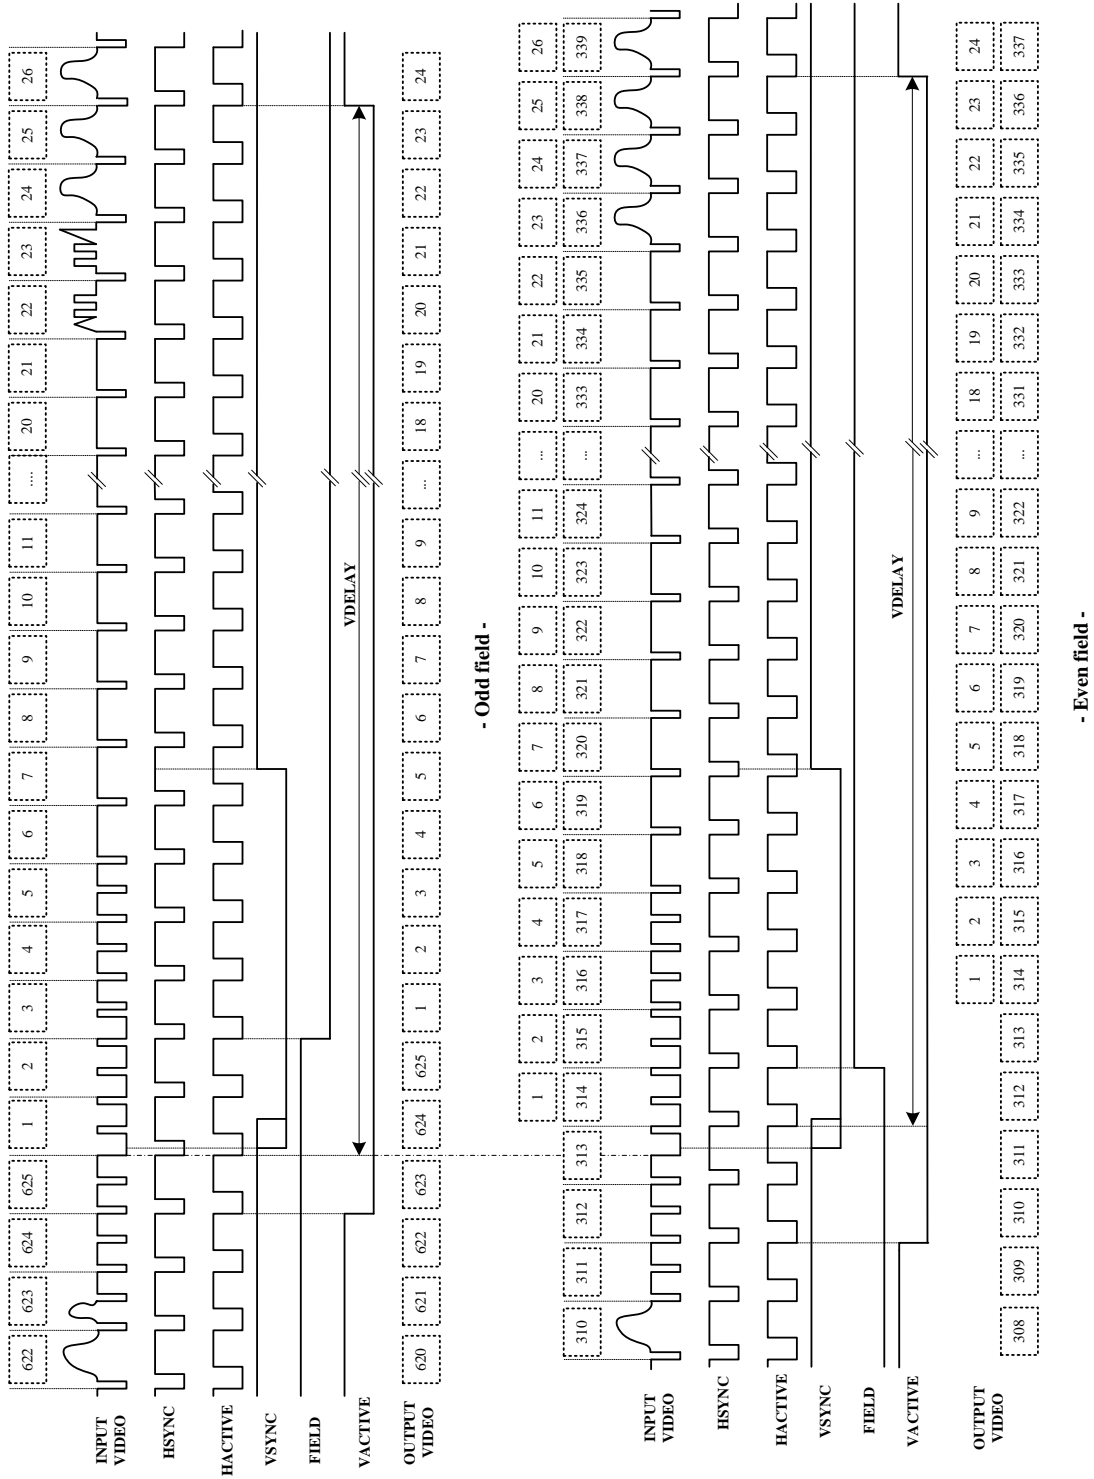 622 623 624 625 1 2 3 4 5 6 7 8 9 10 11 .... 20 21 22 23 24 25 26
INPUT
VIDEO
HSYNC
HACTIVE
VSYNC
FIELD
VDELAY
VACTIVE
OUTPUT
VIDEO
620 621 622 623 624 625 1 2 3 4 5 6 7 8 9 ... 18 19 20 21 22 23 24
- Odd field -
1 2 3 4 5 6 7 8 9 10 11 ... 20 21 22 23 24 25 26
310 311 312 313 314 315 316 317 318 319 320 321 322 323 324 ... 333 334 335 336 337 338 339
INPUT
VIDEO
HSYNC
HACTIVE
VSYNC
FIELD
VDELAY
VACTIVE
OUTPUT
VIDEO
1 2 3 4 5 6 7 8 9 ... 18 19 20 21 22 23 24
308 309 310 311 312 313 314 315 316 317 318 319 320 321 322 ... 331 332 333 334 335 336 337
- Even field -